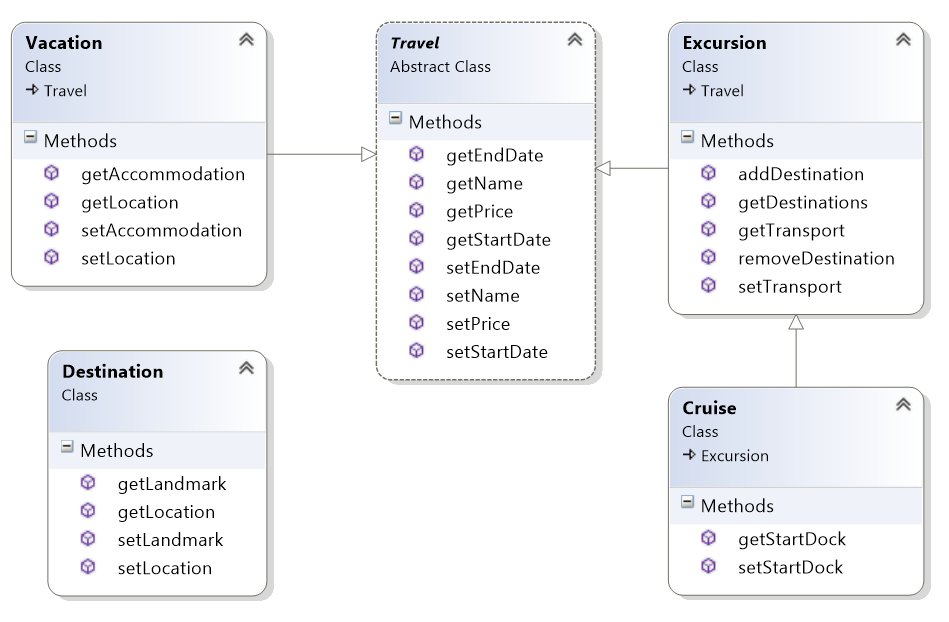 Vacation
Class
Travel
Methods
getAccommodation
getLocation
setAccommodation
setLocation
Travel
Abstract Class
Methods
getEndDate
getName
getPrice
getStartDate
setEndDate
setName
setPrice
setStartDate
Excursion
Class
Travel
Methods
addDestination
getDestinations
getTransport
removeDestination
setTransport
Destination
Class
Methods
getLandmark
getLocation
setLandmark
setLocation
Cruise
Class
Excursion
Methods
getStartDock
setStartDock